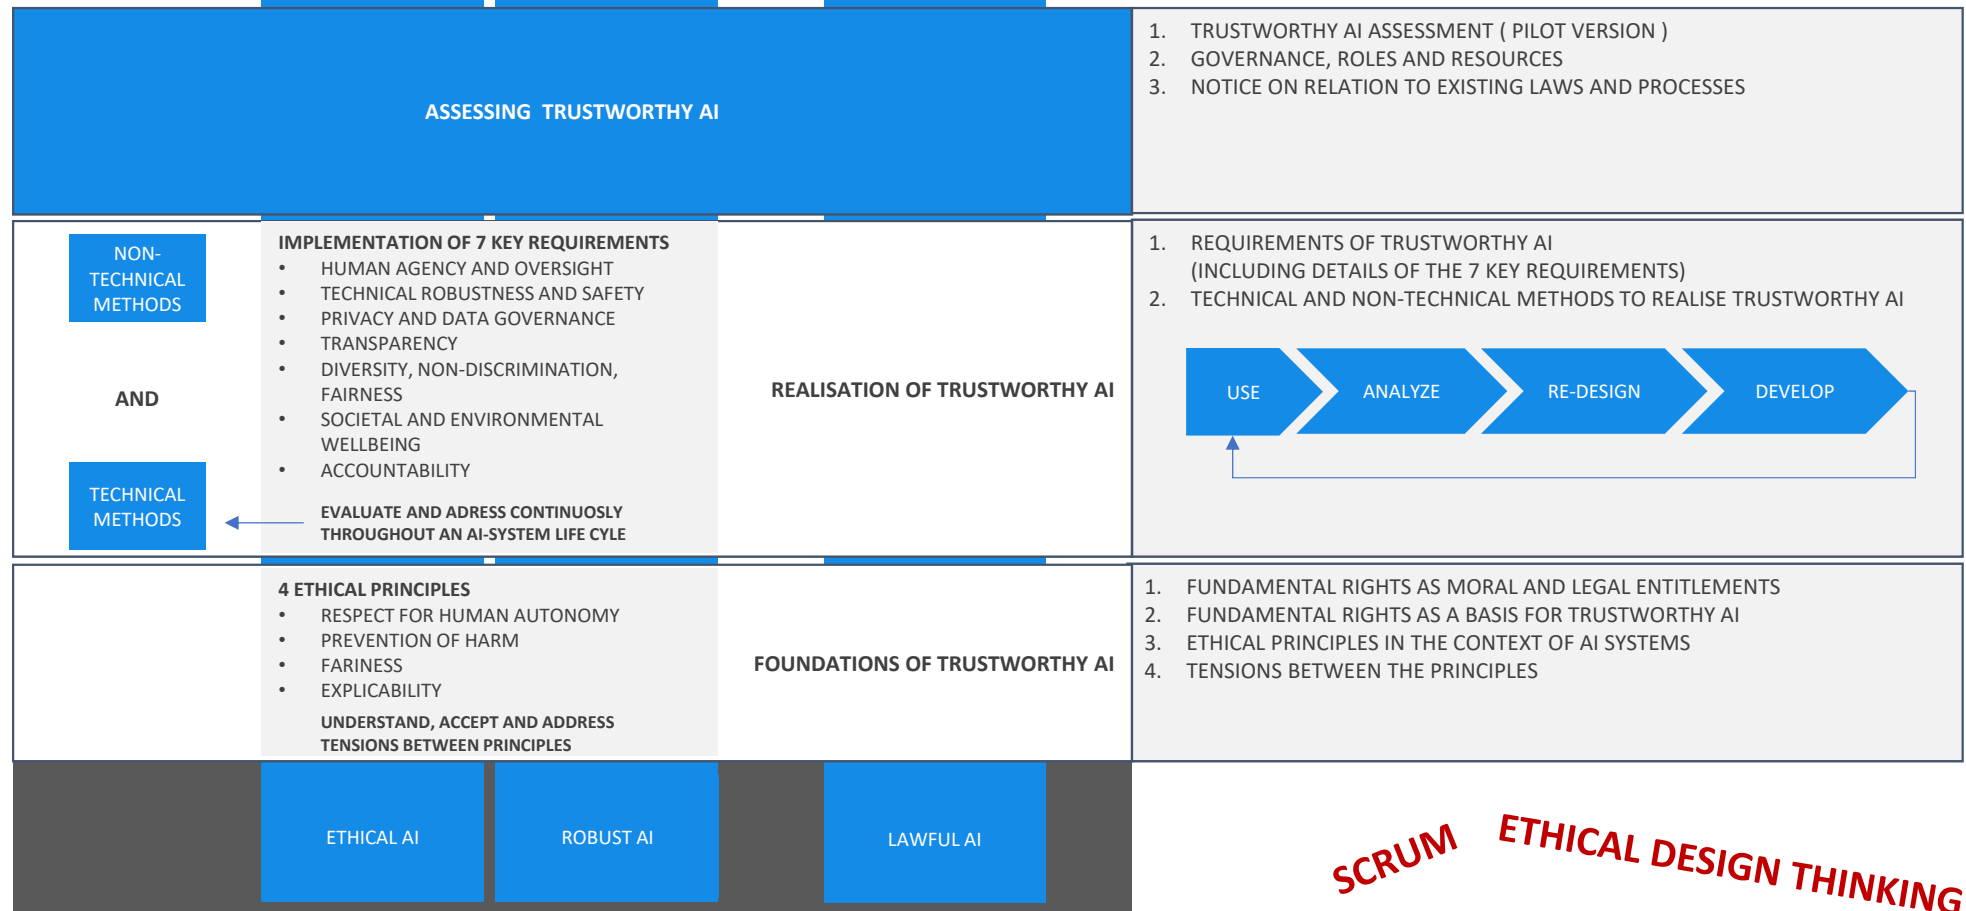 ASSESSING TRUSTWORTHY AI
1. TRUSTWORTHY AI ASSESSMENT ( PILOT VERSION )
2. GOVERNANCE, ROLES AND RESOURCES
3. NOTICE ON RELATION TO EXISTING LAWS AND PROCESSES
NON-
TECHNICAL
METHODS
AND
TECHNICAL
METHODS
IMPLEMENTATION OF 7 KEY REQUIREMENTS
• HUMAN AGENCY AND OVERSIGHT
• TECHNICAL ROBUSTNESS AND SAFETY
• PRIVACY AND DATA GOVERNANCE
• TRANSPARENCY
• DIVERSITY, NON-DISCRIMINATION,
FAIRNESS
• SOCIETAL AND ENVIRONMENTAL
WELLBEING
• ACCOUNTABILITY
EVALUATE AND ADRESS CONTINUOSLY
THROUGHOUT AN AI-SYSTEM LIFE CYLE
REALISATION OF TRUSTWORTHY AI
1. REQUIREMENTS OF TRUSTWORTHY AI
(INCLUDING DETAILS OF THE 7 KEY REQUIREMENTS)
2. TECHNICAL AND NON-TECHNICAL METHODS TO REALISE TRUSTWORTHY AI
USE
ANALYZE
RE-DESIGN
DEVELOP
4 ETHICAL PRINCIPLES
• RESPECT FOR HUMAN AUTONOMY
• PREVENTION OF HARM
• FARINESS
• EXPLICABILITY
UNDERSTAND, ACCEPT AND ADDRESS
TENSIONS BETWEEN PRINCIPLES
FOUNDATIONS OF TRUSTWORTHY AI
1. FUNDAMENTAL RIGHTS AS MORAL AND LEGAL ENTITLEMENTS
2. FUNDAMENTAL RIGHTS AS A BASIS FOR TRUSTWORTHY AI
3. ETHICAL PRINCIPLES IN THE CONTEXT OF AI SYSTEMS
4. TENSIONS BETWEEN THE PRINCIPLES
ETHICAL AI
ROBUST AI
LAWFUL AI
SCRUM
ETHICAL DESIGN THINKING